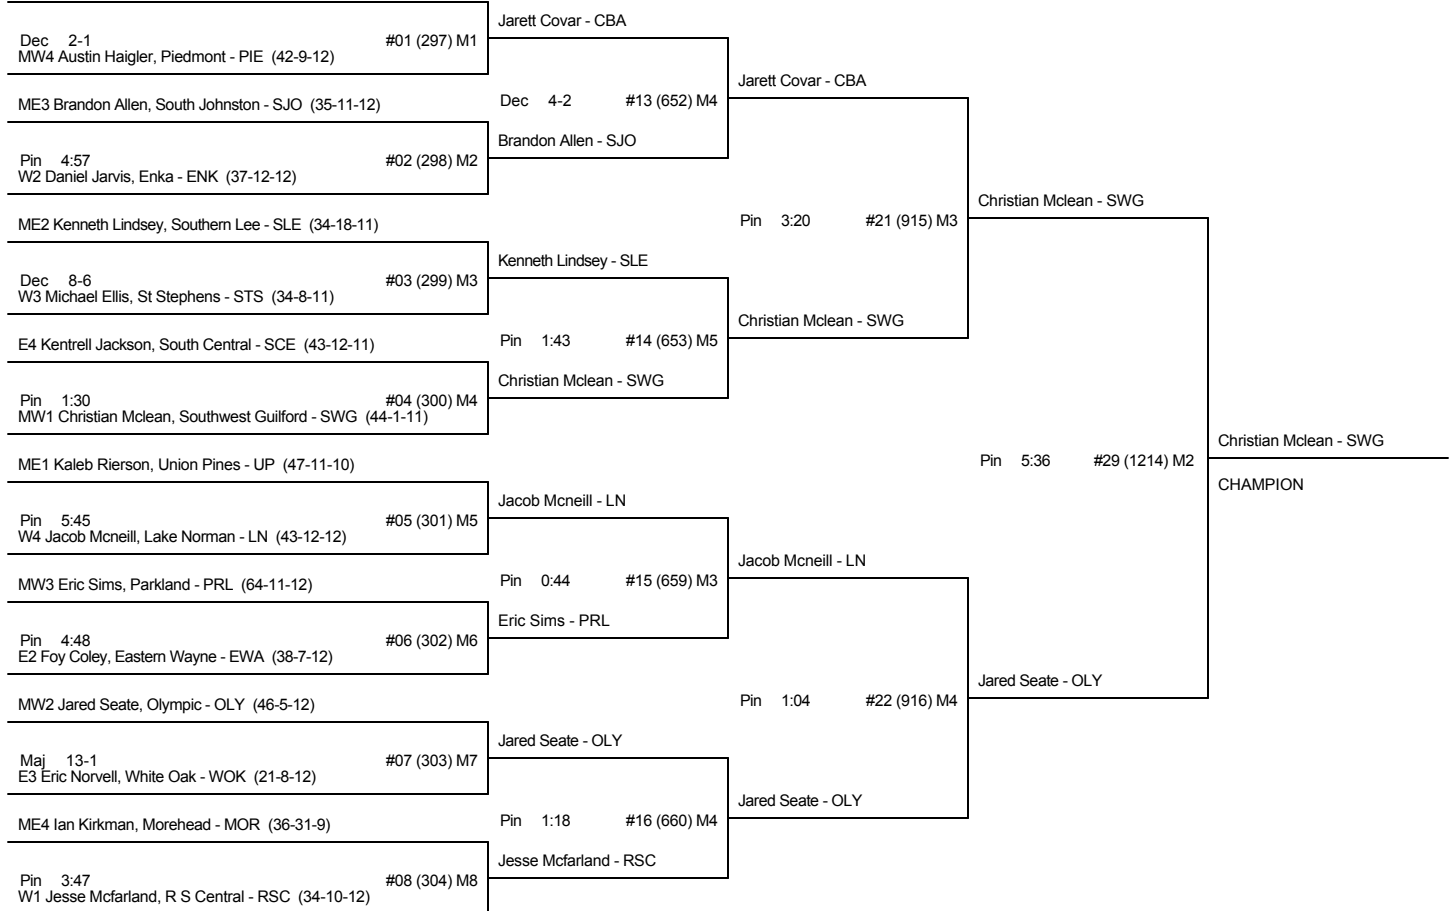 Jarett Covar - CBA
Dec 2-1 #01 (297) M1
MW4 Austin Haigler, Piedmont - PIE (42-9-12)
Jarett Covar - CBA
ME3 Brandon Allen, South Johnston - SJO (35-11-12)
Dec 4-2 #13 (652) M4
Brandon Allen - SJO
Pin 4:57 #02 (298) M2
W2 Daniel Jarvis, Enka - ENK (37-12-12)
Christian Mclean - SWG
ME2 Kenneth Lindsey, Southern Lee - SLE (34-18-11)
Pin 3:20 #21 (915) M3
Kenneth Lindsey - SLE
Dec 8-6 #03 (299) M3
W3 Michael Ellis, St Stephens - STS (34-8-11)
Christian Mclean - SWG
E4 Kentrell Jackson, South Central - SCE (43-12-11)
Pin 1:43 #14 (653) M5
Christian Mclean - SWG
Pin 1:30 #04 (300) M4
MW1 Christian Mclean, Southwest Guilford - SWG (44-1-11)
Christian Mclean - SWG
ME1 Kaleb Rierson, Union Pines - UP (47-11-10)
Pin 5:36 #29 (1214) M2
CHAMPION
Jacob Mcneill - LN
Pin 5:45 #05 (301) M5
W4 Jacob Mcneill, Lake Norman - LN (43-12-12)
Jacob Mcneill - LN
MW3 Eric Sims, Parkland - PRL (64-11-12)
Pin 0:44 #15 (659) M3
Eric Sims - PRL
Pin 4:48 #06 (302) M6
E2 Foy Coley, Eastern Wayne - EWA (38-7-12)
Jared Seate - OLY
MW2 Jared Seate, Olympic - OLY (46-5-12)
Pin 1:04 #22 (916) M4
Jared Seate - OLY
Maj 13-1 #07 (303) M7
E3 Eric Norvell, White Oak - WOK (21-8-12)
Jared Seate - OLY
ME4 Ian Kirkman, Morehead - MOR (36-31-9)
Pin 1:18 #16 (660) M4
Jesse Mcfarland - RSC
Pin 3:47 #08 (304) M8
W1 Jesse Mcfarland, R S Central - RSC (34-10-12)